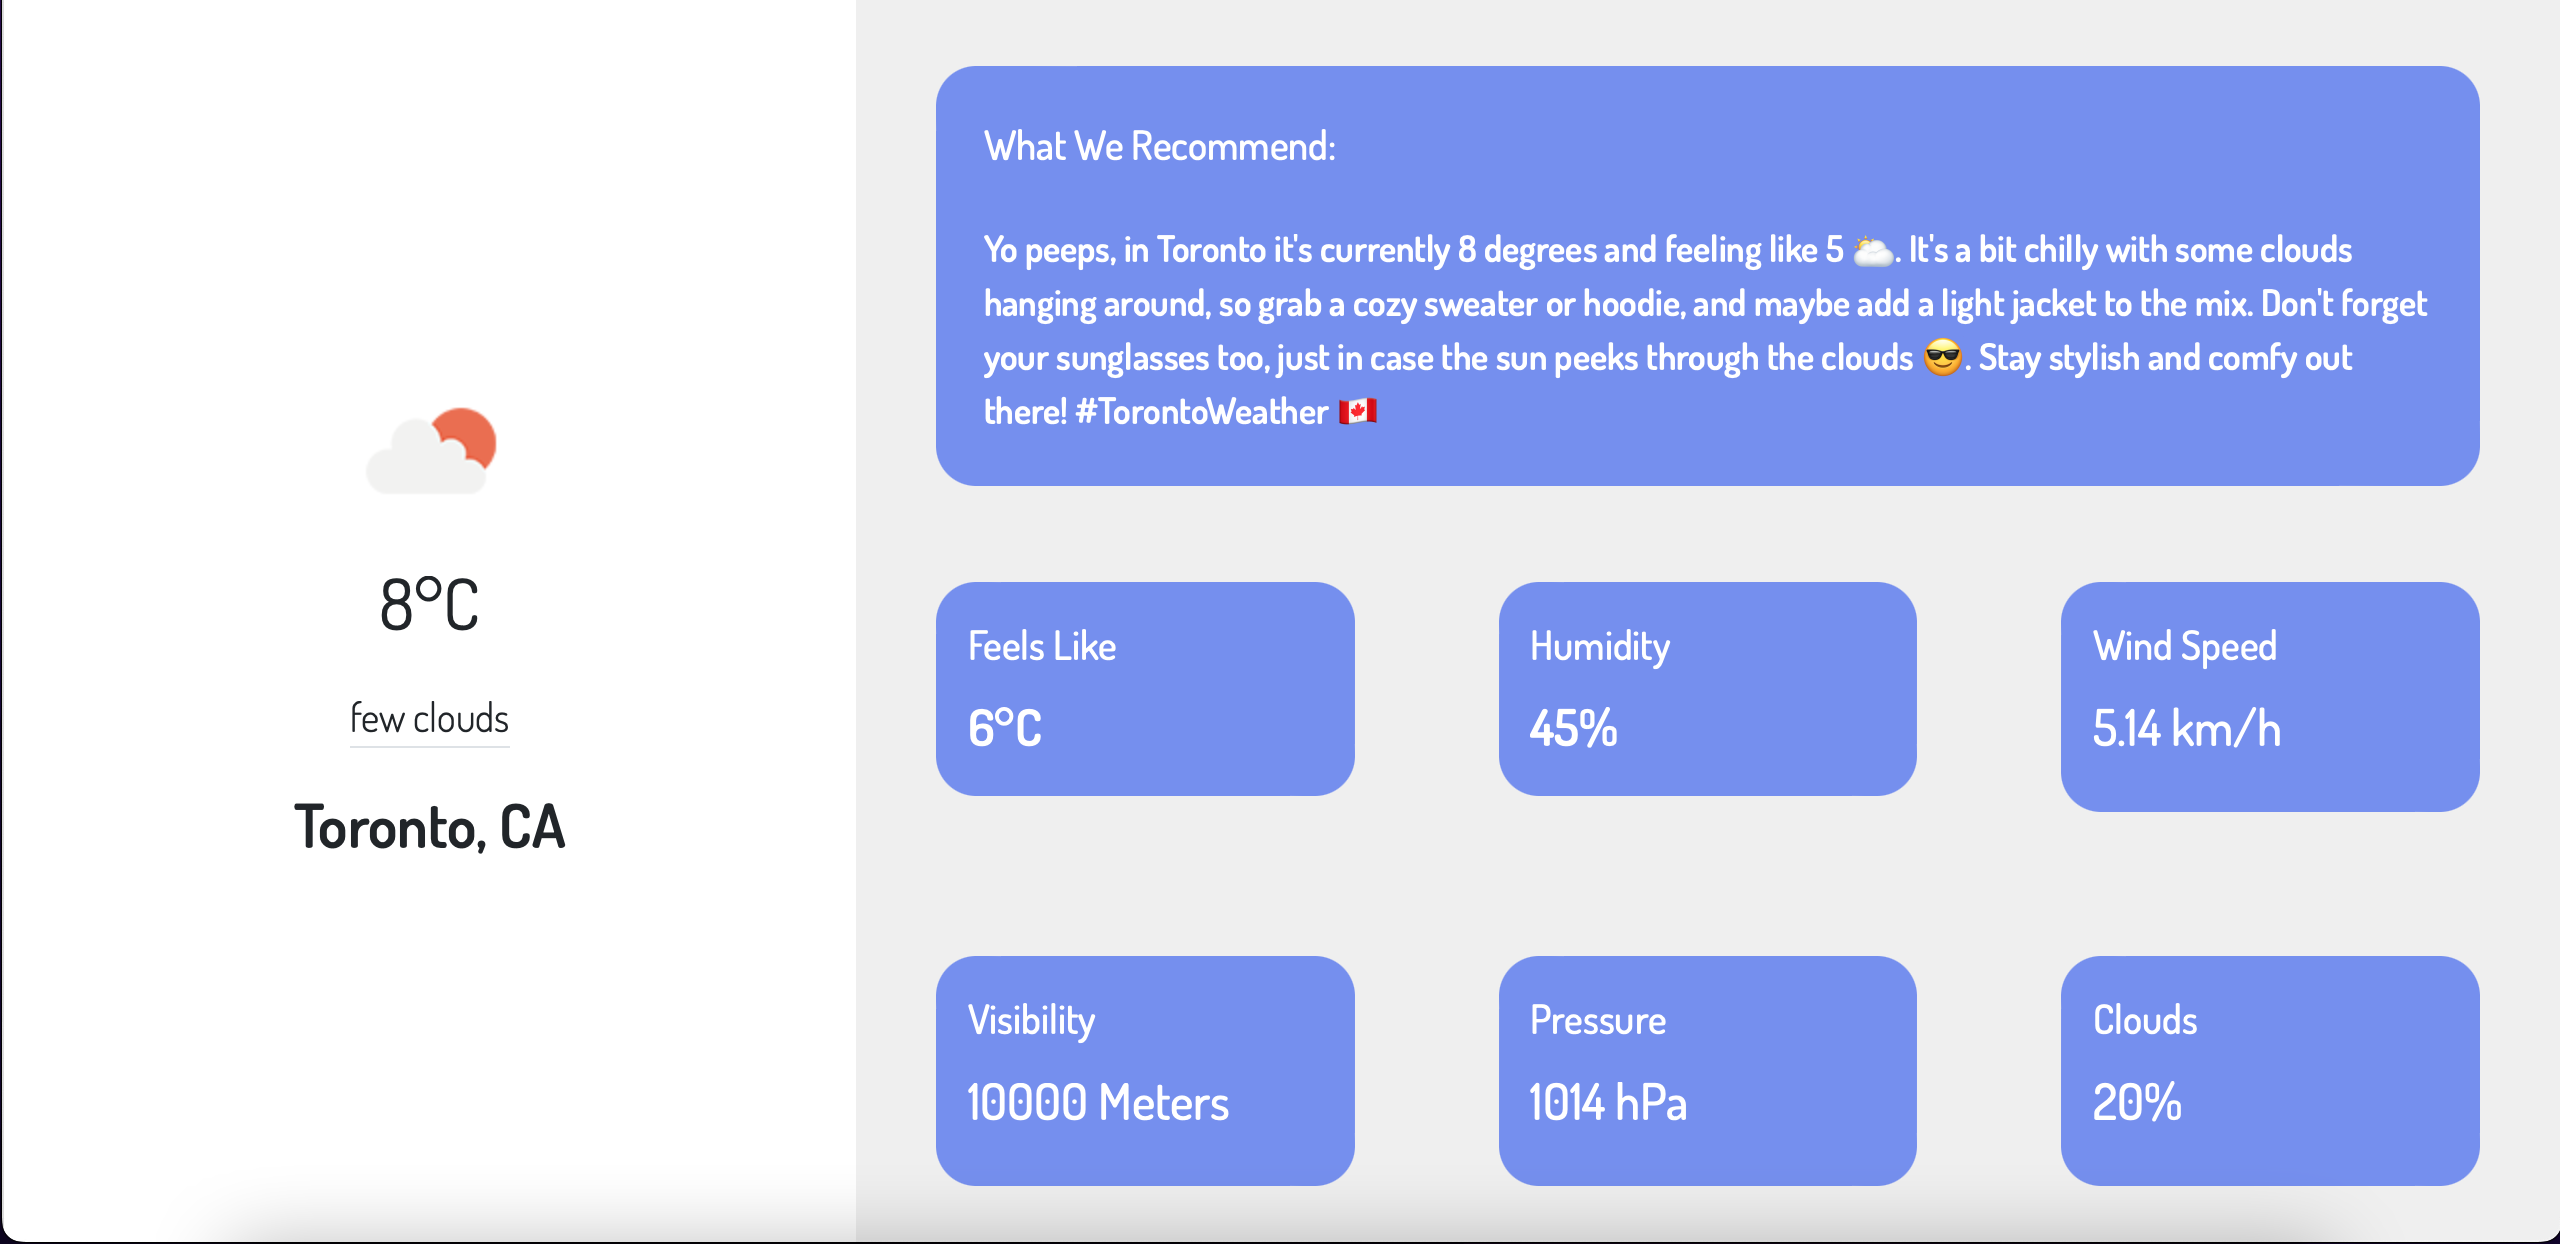 8°C
few clouds
Toronto, CA
What We Recommend:
Yo peeps, in Toronto it's currently 8 degrees and feeling like 5 🌥️. It's a bit chilly with some clouds
hanging around, so grab a cozy sweater or hoodie, and maybe add a light jacket to the mix. Don't forget
your sunglasses too, just in case the sun peeks through the clouds 😎. Stay stylish and comfy out
there! #TorontoWeather 🇨🇦
Feels Like
6°C
Humidity
45%
Wind Speed
5.14 km/h
Visibility
10000 Meters
Pressure
1014 hPa
Clouds
20%